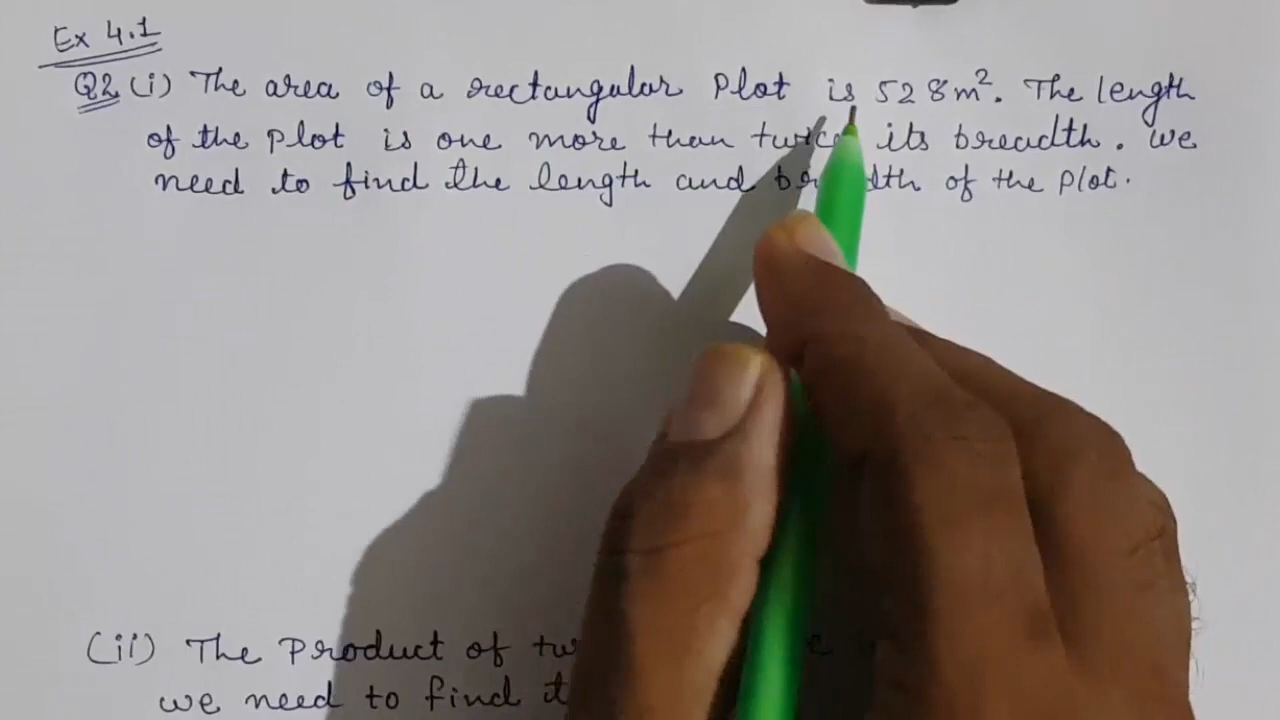 Ex 4.1
Q2 (i) The area of a rectangular Plot is 528m². The length
of the plot is one more than twice its breadth. we
need to find the length and breadth of the plot.
(ii) The product of
we need to find